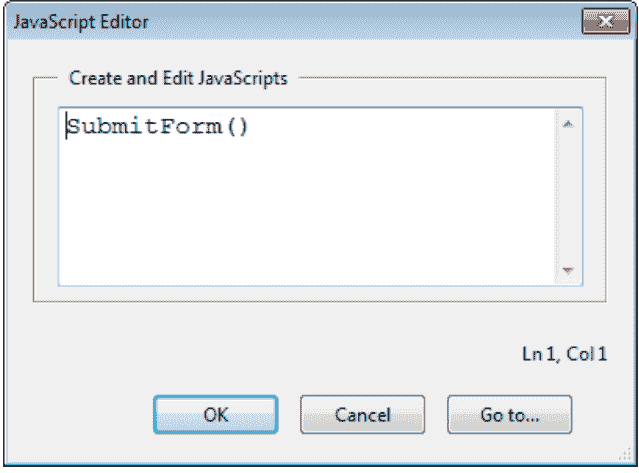 JavaScript Editor
Create and Edit JavaScripts
SubmitForm()
Ln 1, Col 1
OK Cancel Go to...